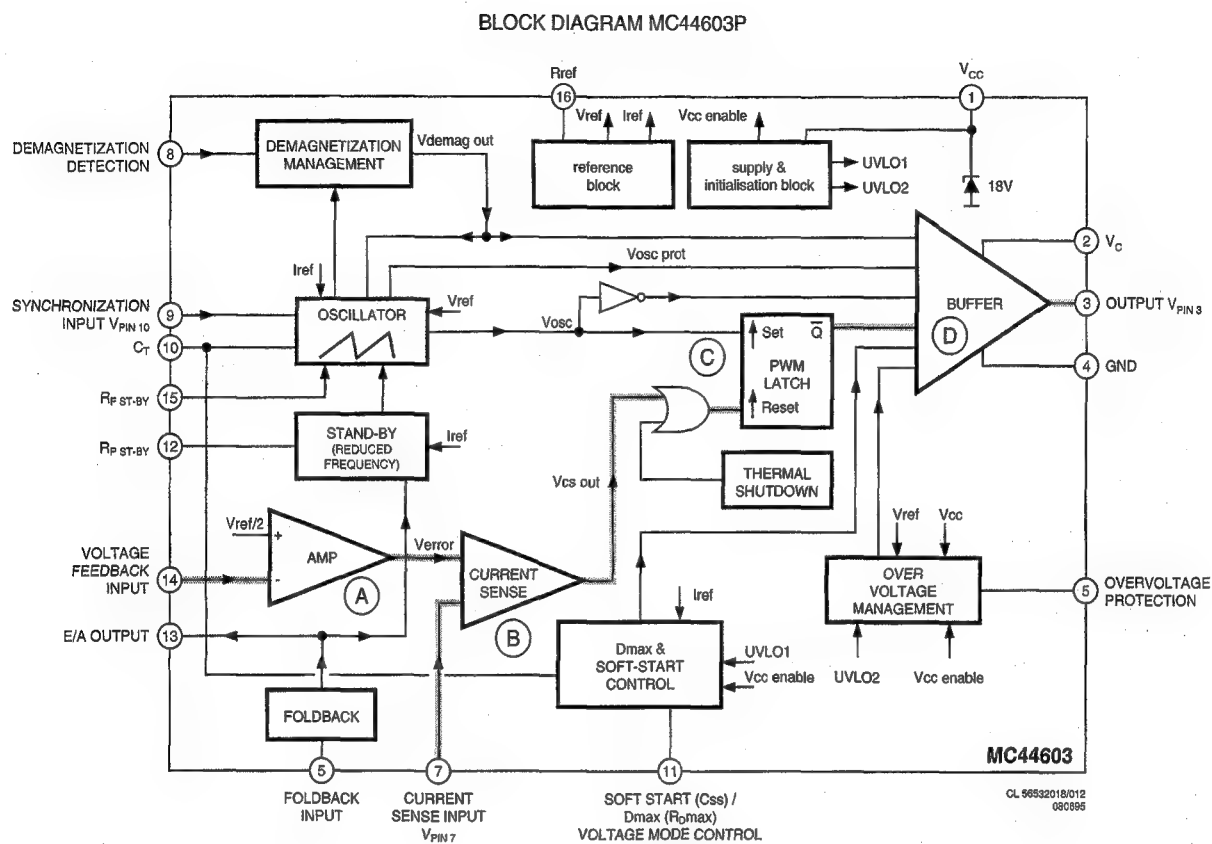 BLOCK DIAGRAM MC44603P
Rref
16
VCC
1
DEMAGNETIZATION
DETECTION
8
DEMAGNETIZATION
MANAGEMENT
Vdemag out
Vref
Iref
reference
block
Vcc enable
supply &
initialisation block
UVLO1
UVLO2
18V
2
VC
Vosc prot
Iref
Vref
SYNCHRONIZATION
INPUT VPIN 10
9
OSCILLATOR
Vosc
BUFFER
D
3
OUTPUT VPIN 3
CT
10
C
Set
Q̅
PWM
LATCH
Reset
4
GND
RF ST-BY
15
RP ST-BY
12
STAND-BY
(REDUCED
FREQUENCY)
Iref
THERMAL
SHUTDOWN
Vcs out
Vref/2
+
-
AMP
A
Verror
VOLTAGE
FEEDBACK
INPUT
14
CURRENT
SENSE
B
Vref
Vcc
OVER
VOLTAGE
MANAGEMENT
5
OVERVOLTAGE
PROTECTION
E/A OUTPUT
13
Iref
Dmax &
SOFT-START
CONTROL
UVLO1
Vcc enable
UVLO2
Vcc enable
FOLDBACK
MC44603
5
FOLDBACK
INPUT
7
CURRENT
SENSE INPUT
VPIN 7
11
SOFT START (Css) /
Dmax (RDmax)
VOLTAGE MODE CONTROL
CL 56532018/012
080895